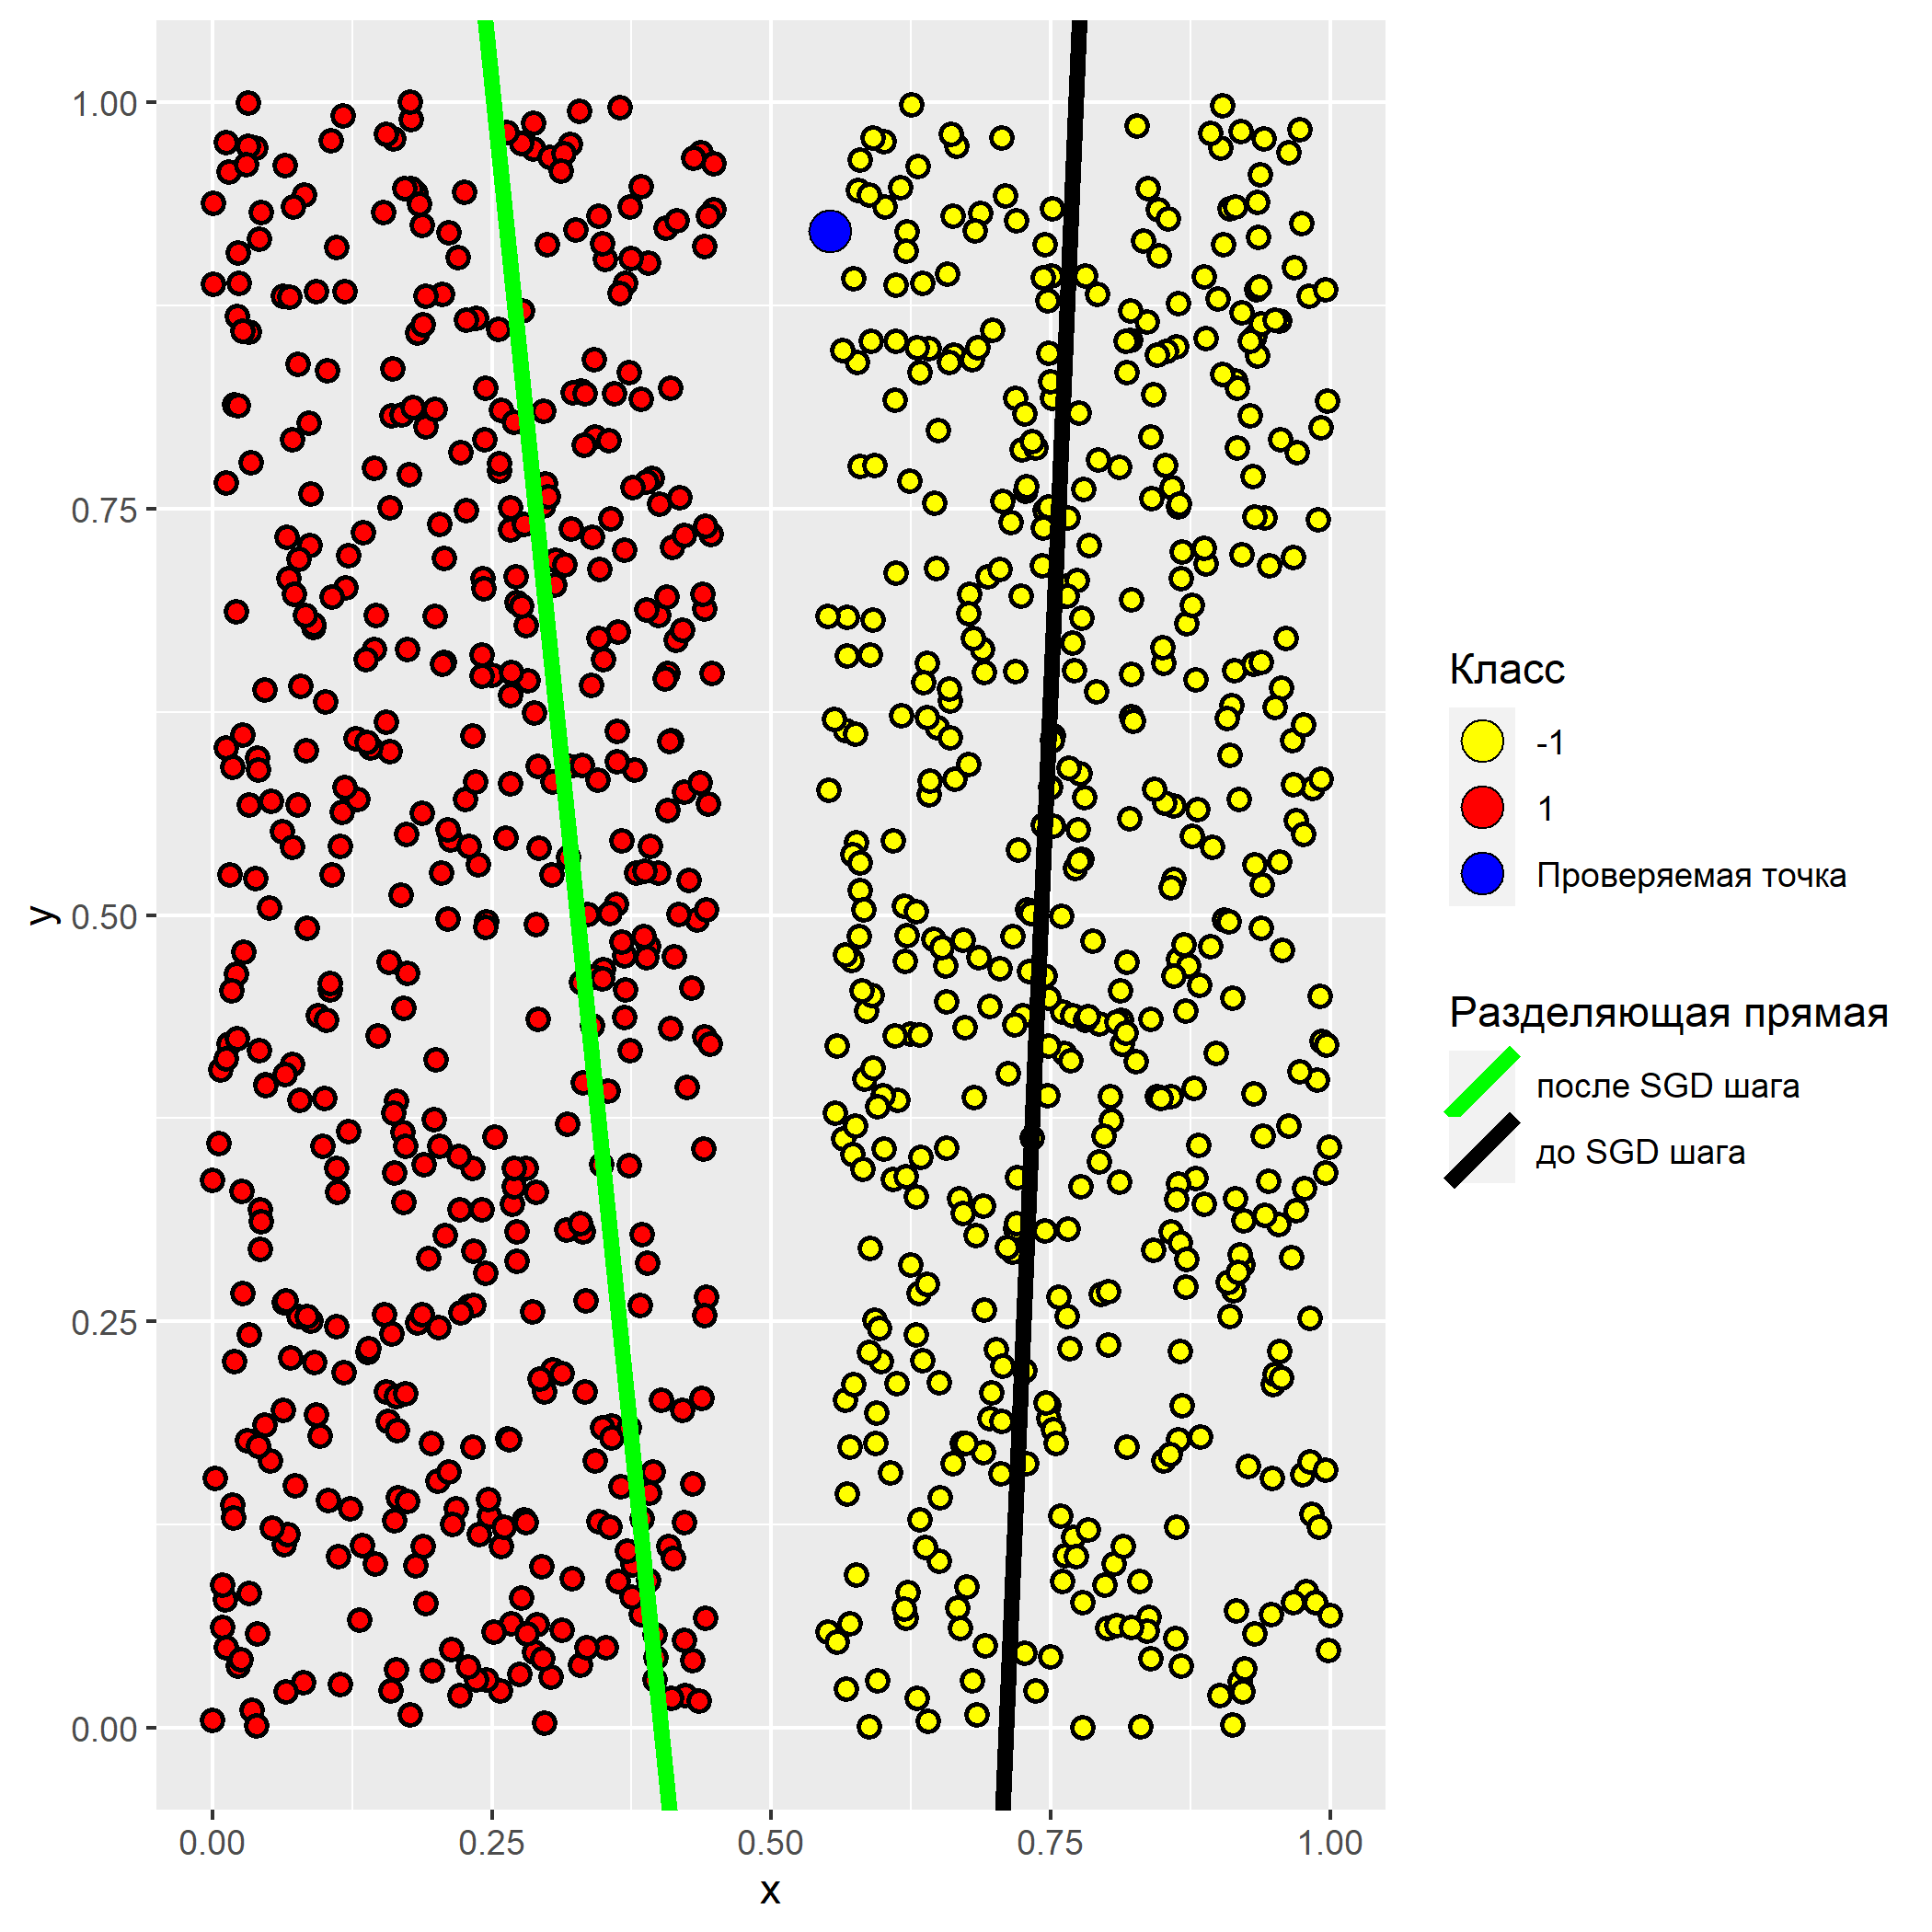 1.00
0.75
0.50
0.25
0.00
y
0.00 0.25 0.50 0.75 1.00
x
Класс
-1
1
Проверяемая точка
Разделяющая прямая
после SGD шага
до SGD шага